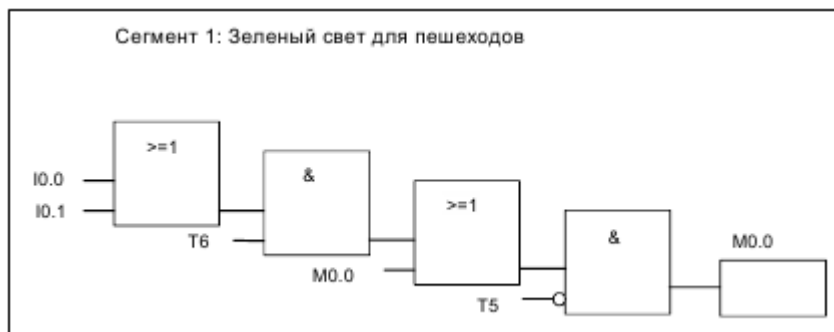 Сегмент 1: Зеленый свет для пешеходов
>=1
I0.0
I0.1
&
T6
>=1
M0.0
&
T5
M0.0